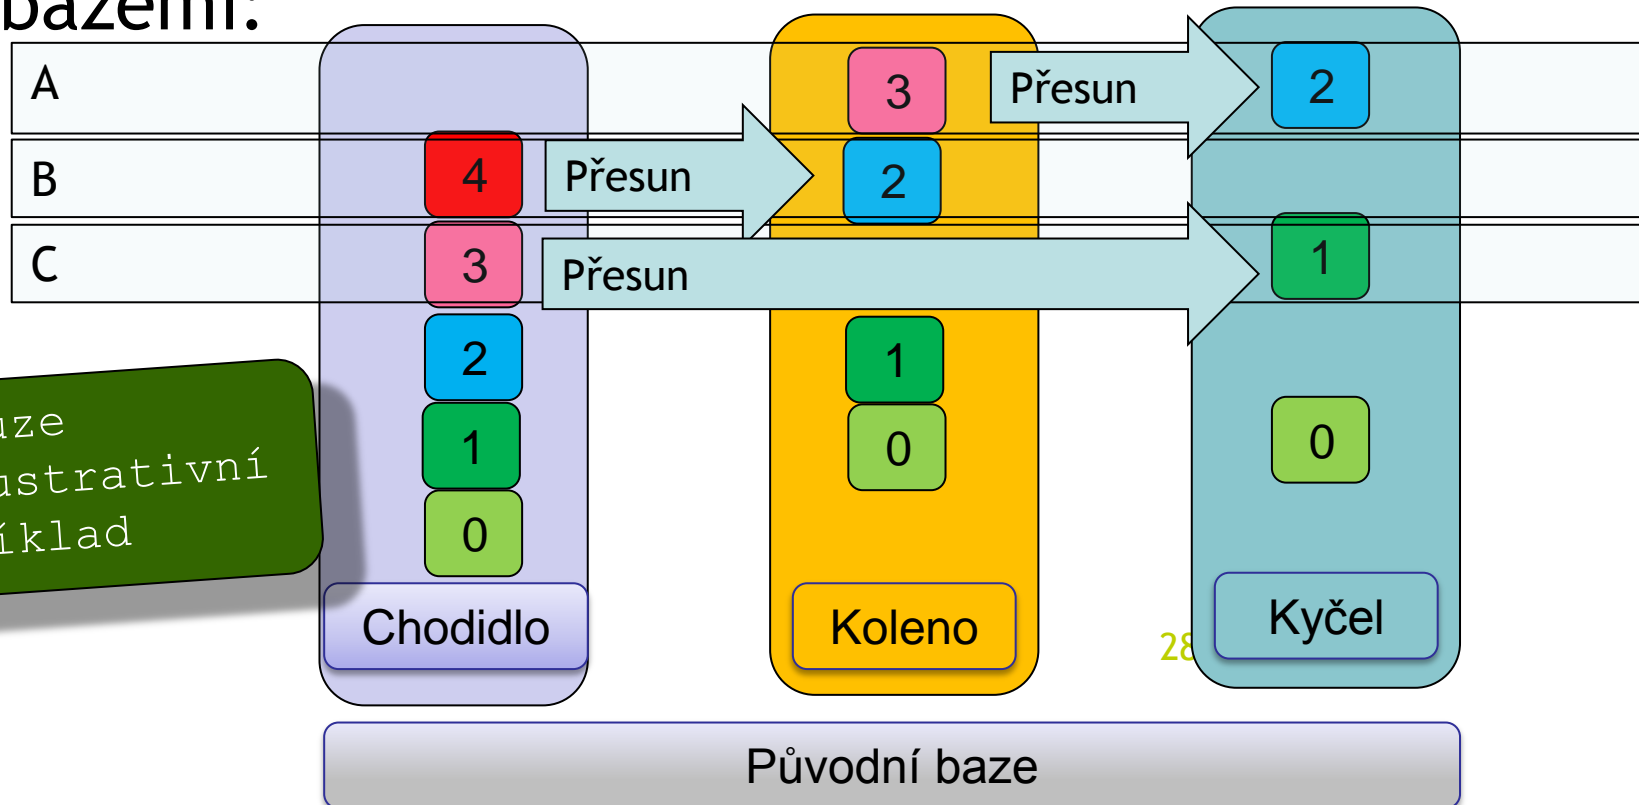 bazemi:
A
3
Přesun
2
B
4
Přesun
2
C
3
Přesun
1
2
1
1
0
0
0
uze
ustrativní
íklad
Chodidlo
Koleno
Kyčel
28
Původní baze